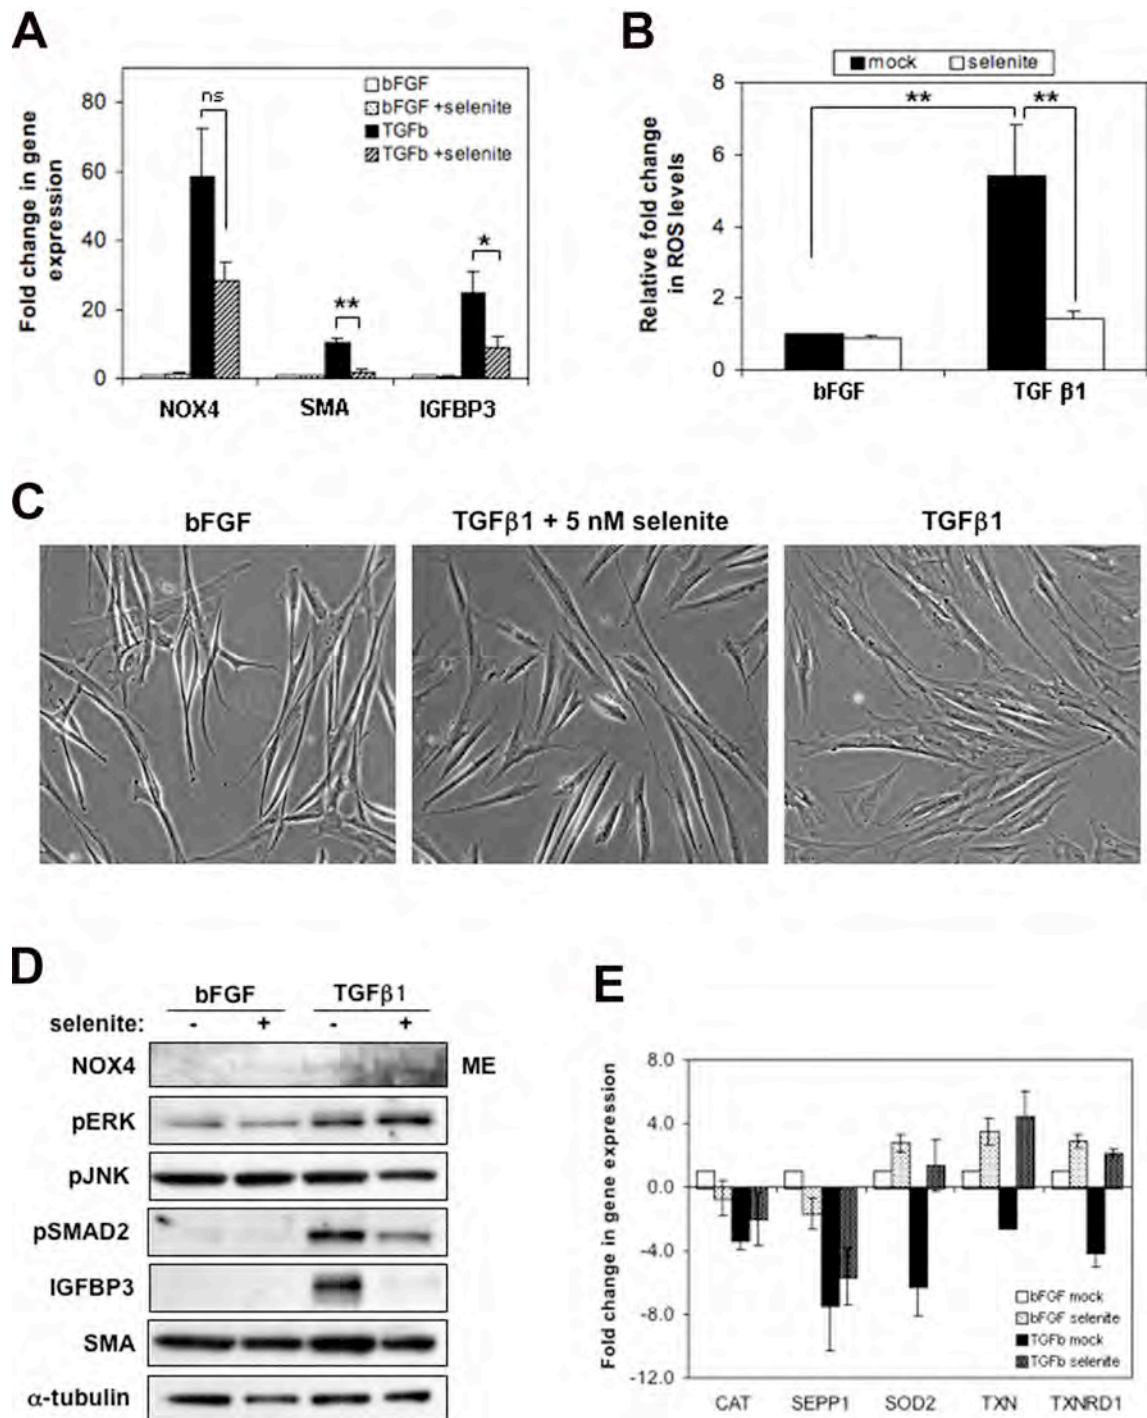 A
Fold change in gene
expression
80
60
40
20
0
ns
**
*
bFGF
bFGF +selenite
TGFb
TGFb +selenite
NOX4 SMA IGFBP3
B
mock selenite
Relative fold change
in ROS levels
8
6
4
2
0
** **
bFGF TGF β1
C
bFGF TGFβ1 + 5 nM selenite TGFβ1
D
bFGF TGFβ1
selenite: - + - +
NOX4 ME
pERK
pJNK
pSMAD2
IGFBP3
SMA
α-tubulin
E
Fold change in gene expression
8.0
4.0
0.0
-4.0
-8.0
-12.0
bFGF mock
bFGF selenite
TGFb mock
TGFb selenite
CAT SEPP1 SOD2 TXN TXNRD1